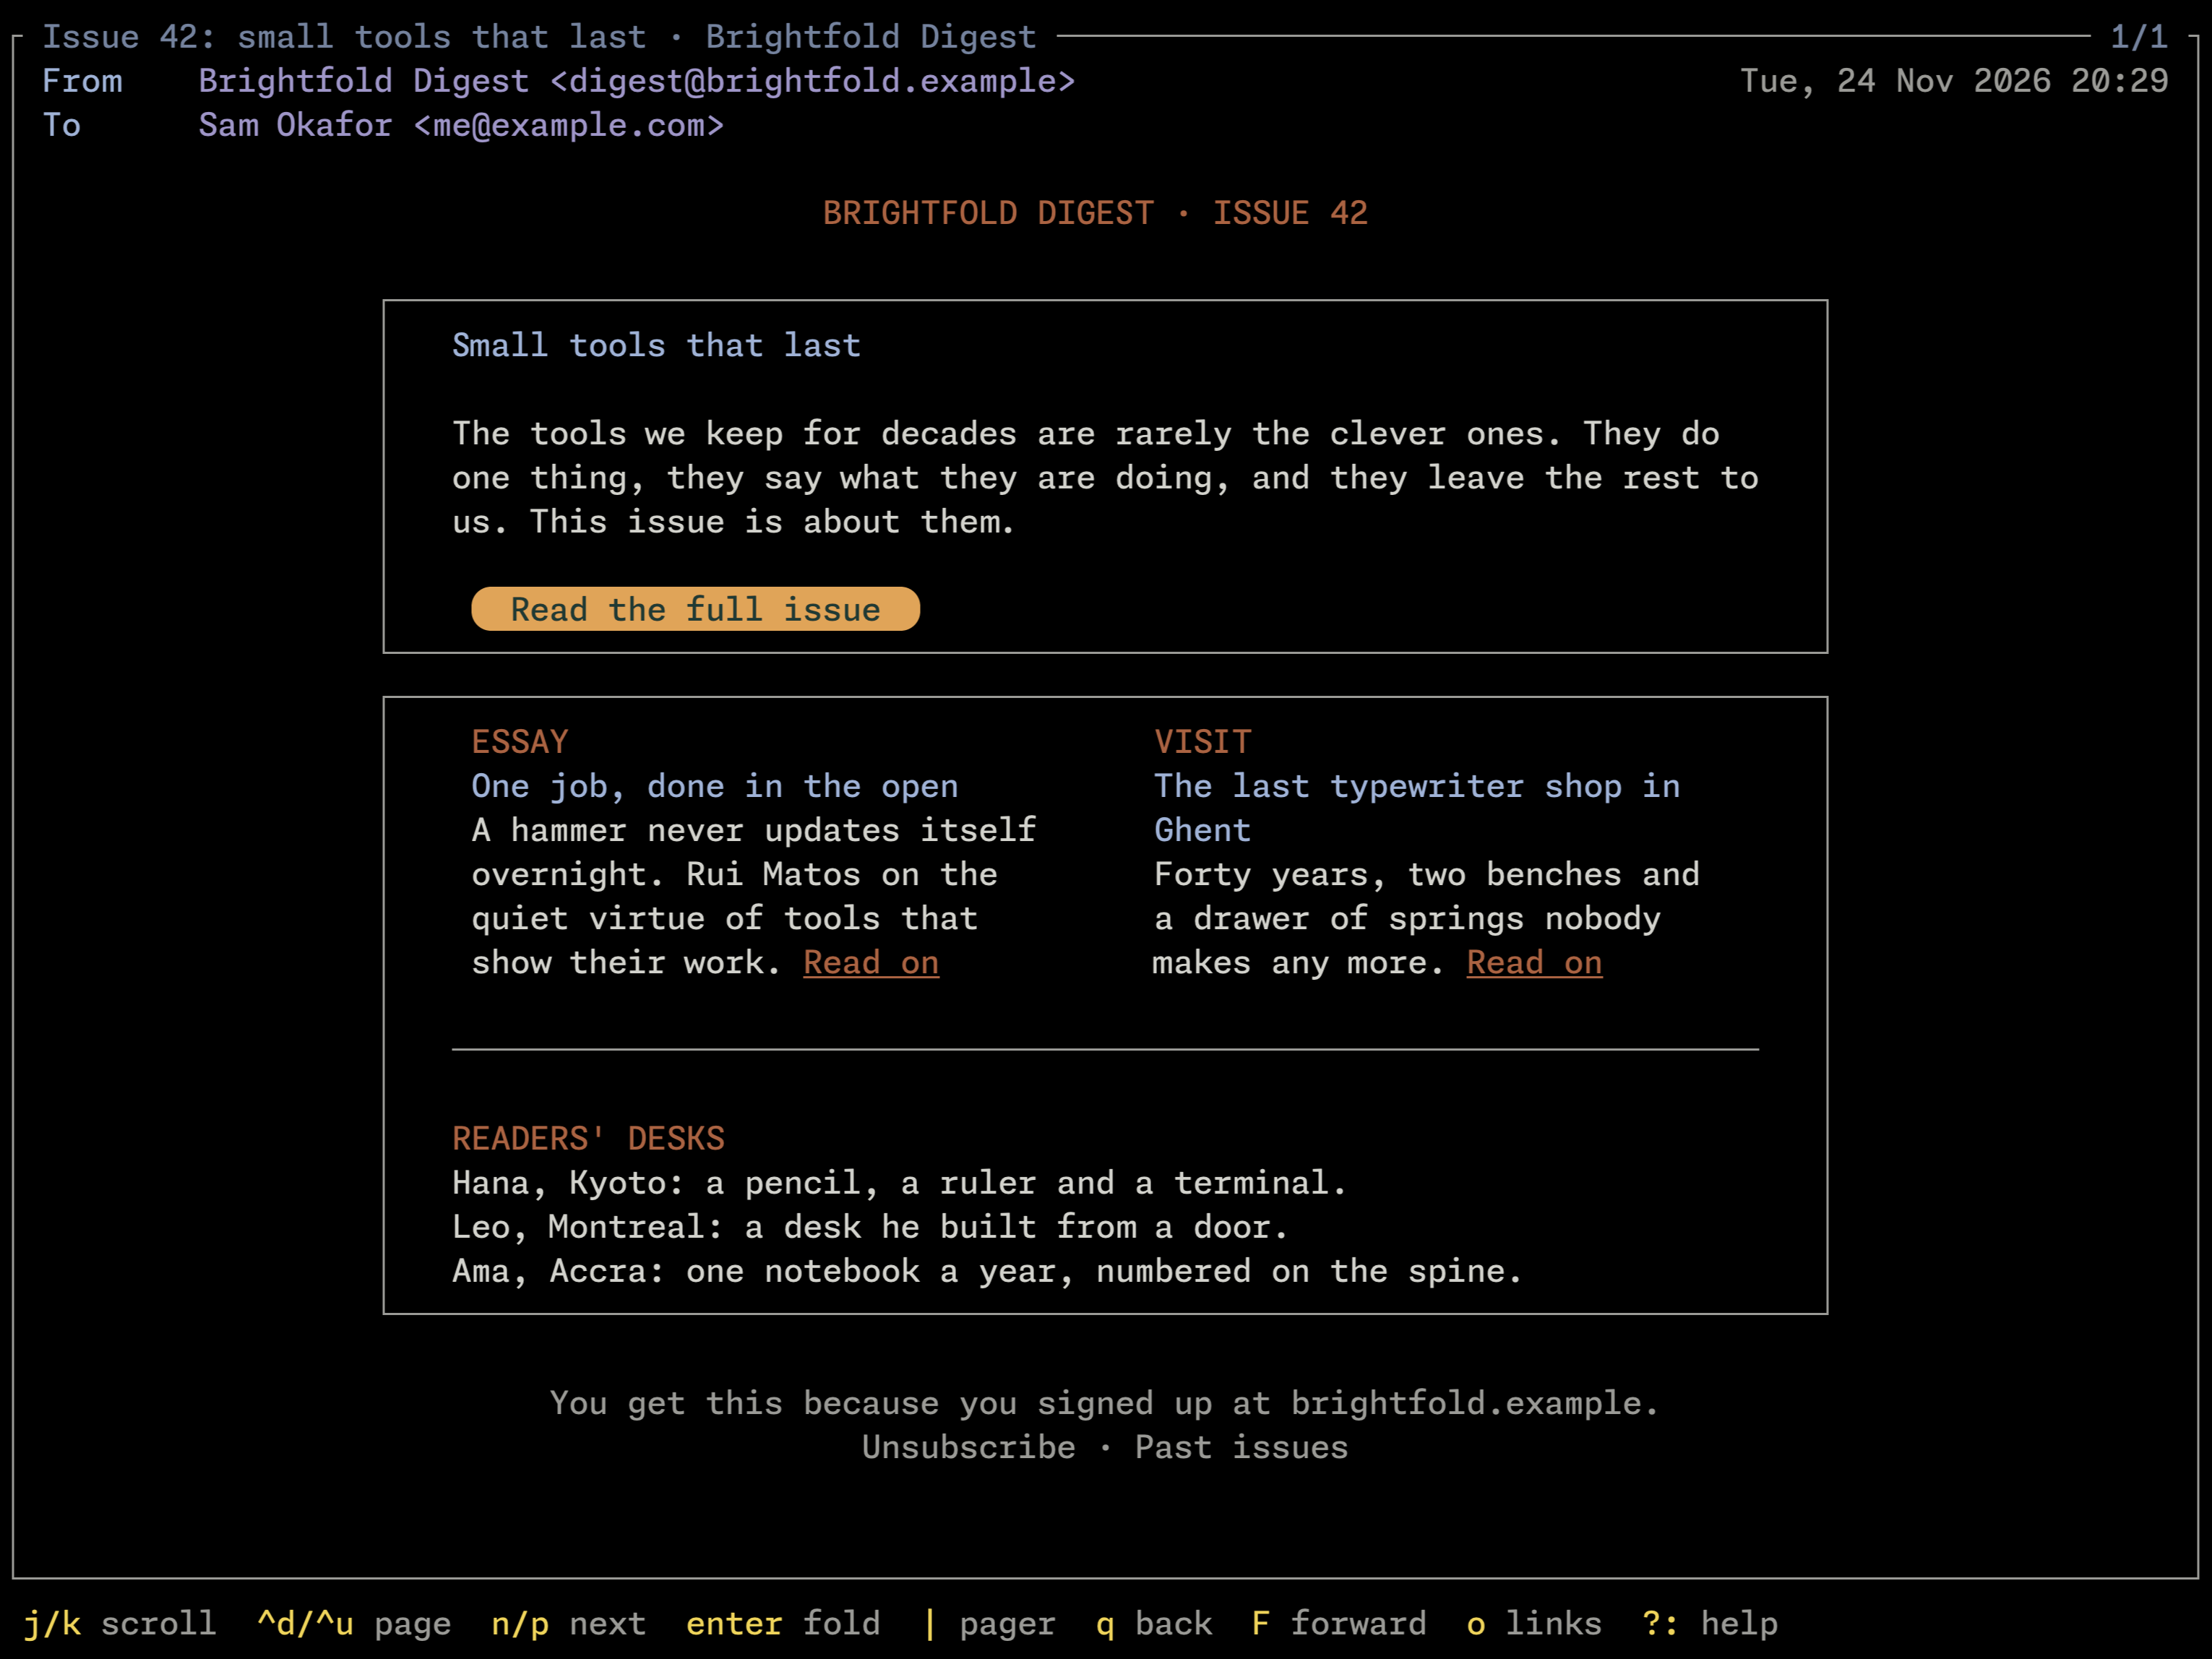 Issue 42: small tools that last · Brightfold Digest 1/1
From Brightfold Digest <digest@brightfold.example> Tue, 24 Nov 2026 20:29
To Sam Okafor <me@example.com>
BRIGHTFOLD DIGEST · ISSUE 42
Small tools that last
The tools we keep for decades are rarely the clever ones. They do
one thing, they say what they are doing, and they leave the rest to
us. This issue is about them.
Read the full issue
ESSAY
One job, done in the open
A hammer never updates itself
overnight. Rui Matos on the
quiet virtue of tools that
show their work. Read on
VISIT
The last typewriter shop in
Ghent
Forty years, two benches and
a drawer of springs nobody
makes any more. Read on
READERS' DESKS
Hana, Kyoto: a pencil, a ruler and a terminal.
Leo, Montreal: a desk he built from a door.
Ama, Accra: one notebook a year, numbered on the spine.
You get this because you signed up at brightfold.example.
Unsubscribe · Past issues
j/k scroll ^d/^u page n/p next enter fold | pager q back F forward o links ?: help